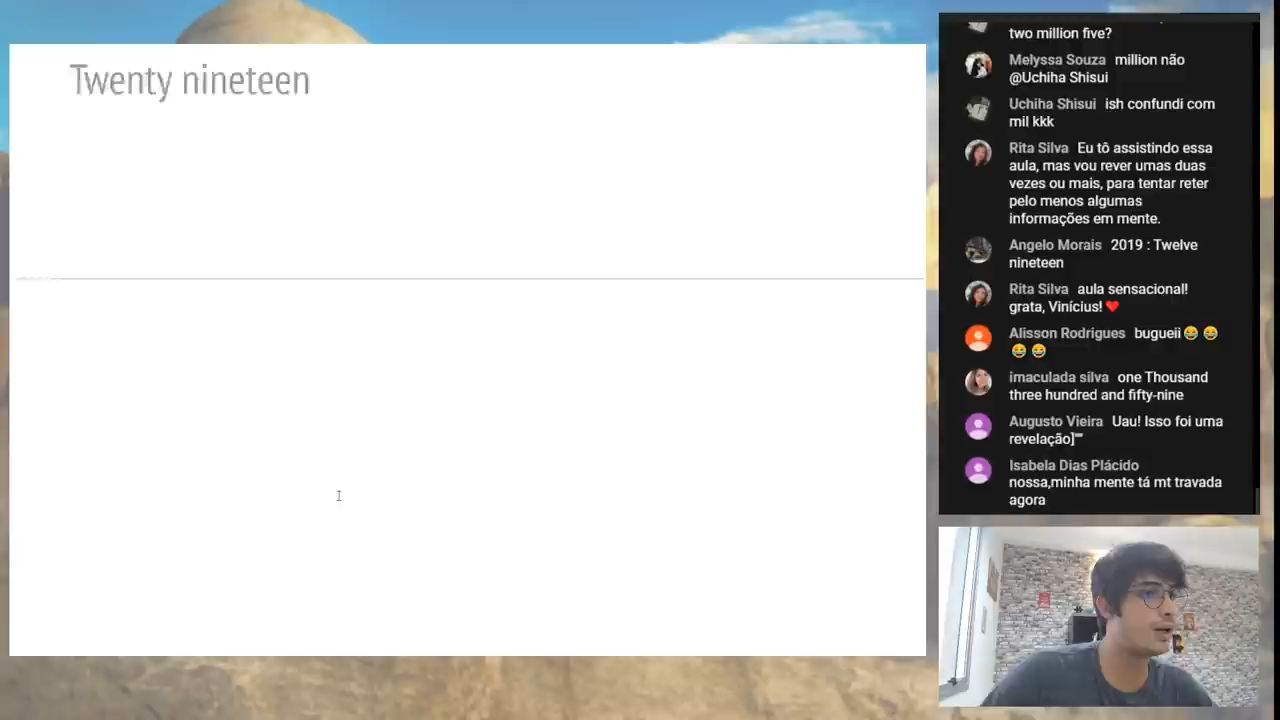 Twenty nineteen
two million five?
Melyssa Souza million não
@Uchiha Shisui
Uchiha Shisui ish confundi com
mil kkk
Rita Silva Eu tô assistindo essa
aula, mas vou rever umas duas
vezes ou mais, para tentar reter
pelo menos algumas
informações em mente.
Angelo Morais 2019 : Twelve
nineteen
Rita Silva aula sensacional!
grata, Vinícius! ❤️
Alisson Rodrigues bugueii 😂 😂
😂 😂
imaculada silva one Thousand
three hundred and fifty-nine
Augusto Vieira Uau! Isso foi uma
revelação]""
Isabela Dias Plácido
nossa,minha mente tá mt travada
agora